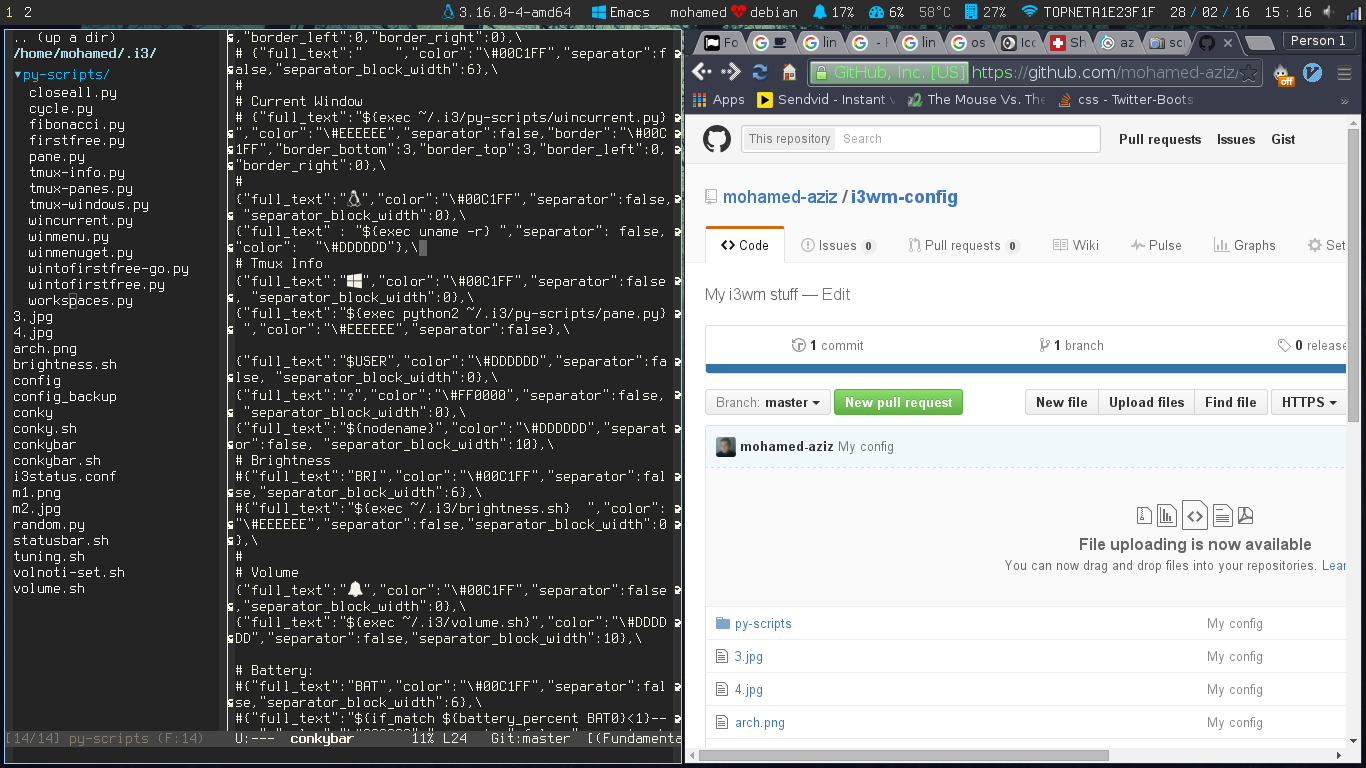 1 2 3.16.0-4-amd64 Emacs mohamed debian 17% 6% 58°C 27% TOPNETA1E23F1F 28 / 02 / 16 15 : 16
.. (up a dir)
/home/mohamed/.i3/
▾py-scripts/
closeall.py
cycle.py
fibonacci.py
firstfree.py
pane.py
tmux-info.py
tmux-panes.py
tmux-windows.py
wincurrent.py
winmenu.py
winmenuget.py
wintofirstfree-go.py
wintofirstfree.py
workspaces.py
3.jpg
4.jpg
arch.png
brightness.sh
config
config_backup
conky
conky.sh
conkybar
conkybar.sh
i3status.conf
m1.png
m2.jpg
random.py
statusbar.sh
tuning.sh
volnoti-set.sh
volume.sh
[14/14] py-scripts (F:14)
,"border_left":0,"border_right":0},\
# {"full_text":"    ","color":"\#00C1FF","separator":f
alse,"separator_block_width":6},\
#
# Current Window
# {"full_text":"${exec ~/.i3/py-scripts/wincurrent.py}
","color":"\#EEEEEE","separator":false,"border":"\#00C
1FF","border_bottom":3,"border_top":3,"border_left":0,
"border_right":0},\
#
{"full_text":"","color":"\#00C1FF","separator":false,
"separator_block_width":0},\
{"full_text" : "${exec uname -r} ","separator": false,
"color":  "\#DDDDDD"},\
# Tmux Info
{"full_text":"","color":"\#00C1FF","separator":false
, "separator_block_width":0},\
{"full_text":"${exec python2 ~/.i3/py-scripts/pane.py}
 ","color":"\#EEEEEE","separator":false},\
{"full_text":"$USER","color":"\#DDDDDD","separator":fa
lse, "separator_block_width":0},\
{"full_text":"?","color":"\#FF0000","separator":false,
"separator_block_width":0},\
{"full_text":"${nodename}","color":"\#DDDDDD","separat
or":false, "separator_block_width":10},\
# Brightness
#{"full_text":"BRI","color":"\#00C1FF","separator":fal
se,"separator_block_width":6},\
#{"full_text":"${exec ~/.i3/brightness.sh}  ","color":
"\#EEEEEE","separator":false,"separator_block_width":0
},\
#
# Volume
{"full_text":"","color":"\#00C1FF","separator":false
,"separator_block_width":0},\
{"full_text":"${exec ~/.i3/volume.sh}","color":"\#DDDD
DD","separator":false,"separator_block_width":10},\
# Battery:
#{"full_text":"BAT","color":"\#00C1FF","separator":fal
se,"separator_block_width":6},\
#{"full_text":"${if_match ${battery_percent BAT0}<1}--
U:--- conkybar 11% L24 Git:master [(Fundamenta
Fo G lin G - G lin os Ico Sh az sc Person 1
GitHub, Inc. [US] https://github.com/mohamed-aziz/ off
Apps Sendvid - Instant The Mouse Vs. The css - Twitter-Boots »
This repository Search Pull requests Issues Gist
mohamed-aziz / i3wm-config
Code Issues 0 Pull requests 0 Wiki Pulse Graphs Set
My i3wm stuff — Edit
1 commit 1 branch 0 release
Branch: master New pull request New file Upload files Find file HTTPS
mohamed-aziz My config
File uploading is now available
You can now drag and drop files into your repositories. Lear
py-scripts My config
3.jpg My config
4.jpg My config
arch.png My config